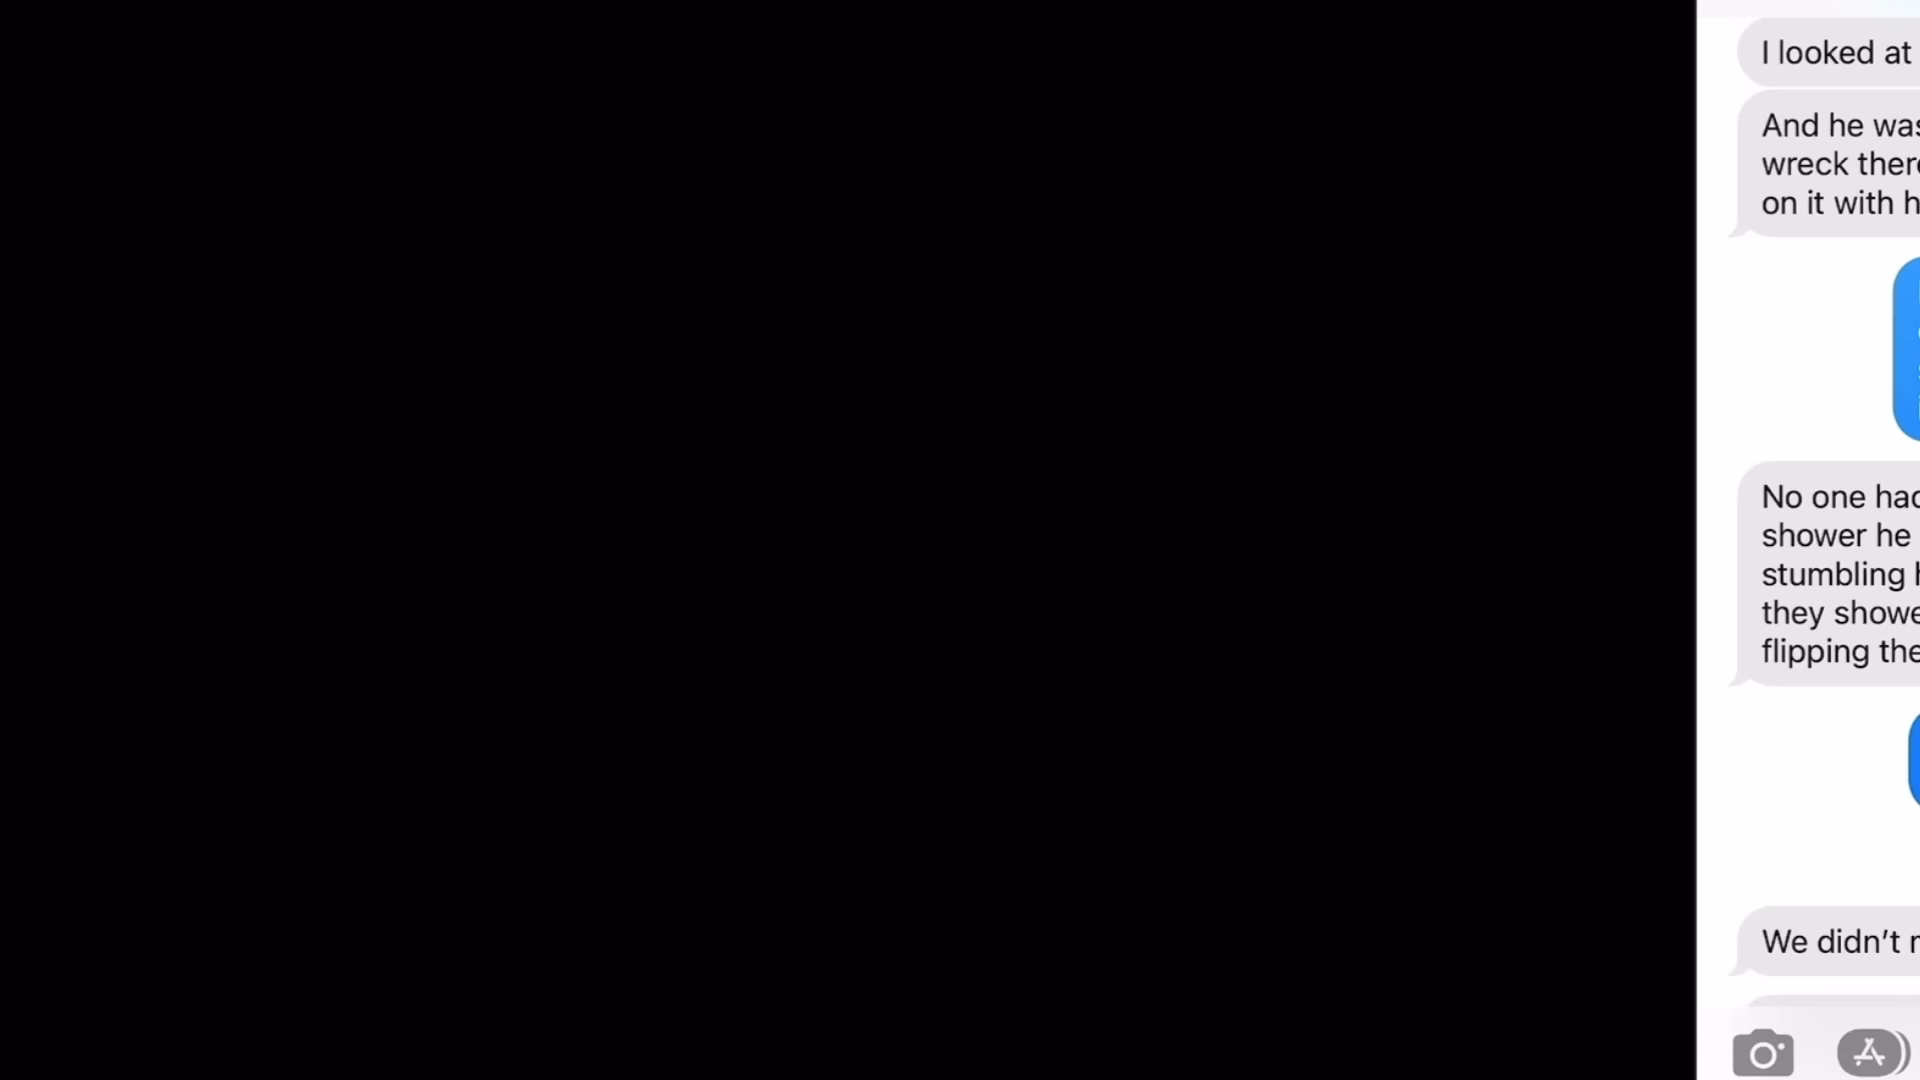 I looked at
And he was
wreck there
on it with h
No one had
shower he
stumbling h
they showe
flipping the
We didn't